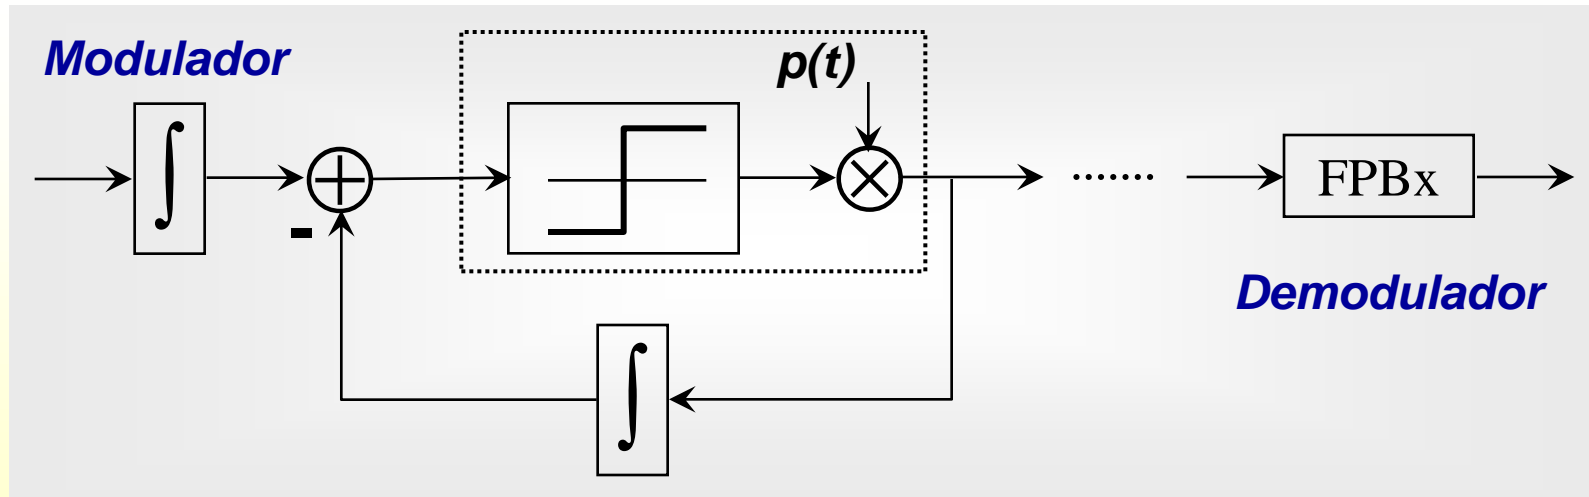 Modulador
p(t)
∫
-
.......
FPBx
Demodulador
∫